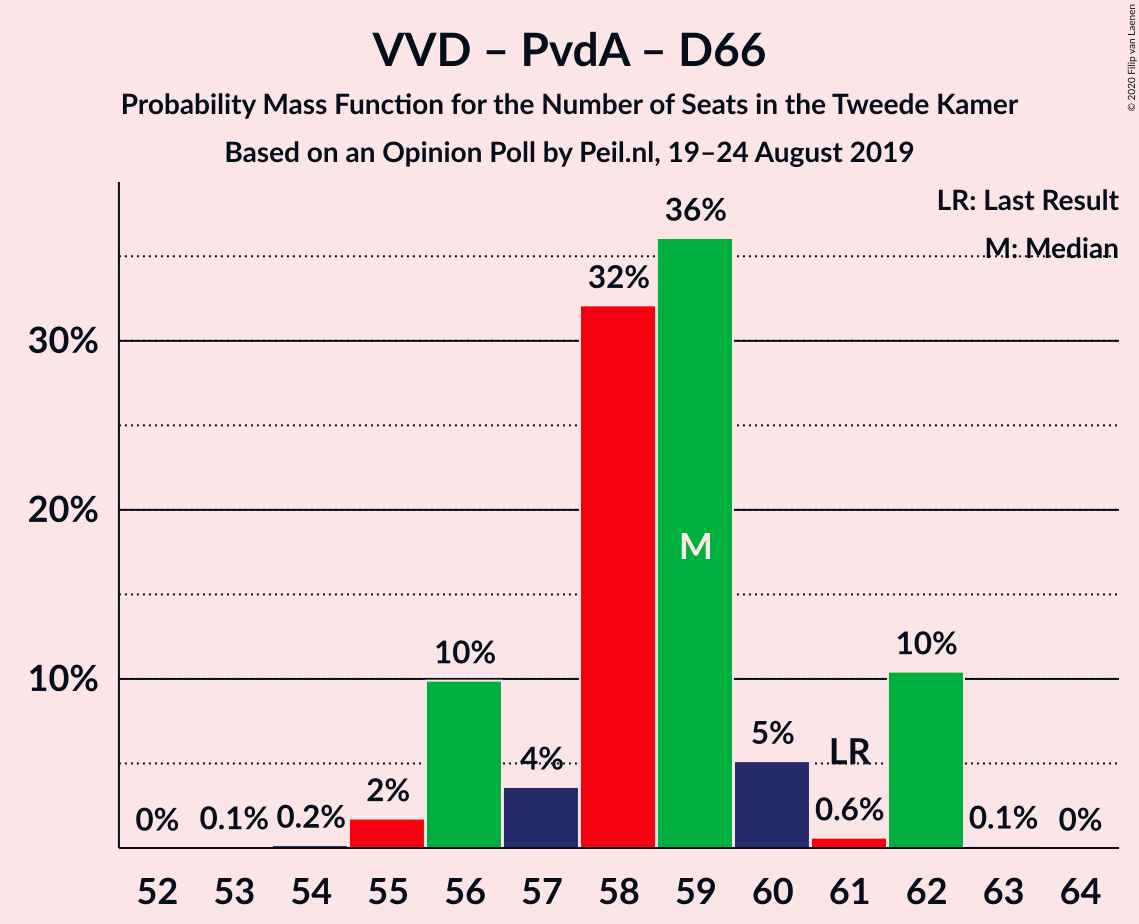 VVD – PvdA – D66
Probability Mass Function for the Number of Seats in the Tweede Kamer
Based on an Opinion Poll by Peil.nl, 19–24 August 2019
© 2020 Filip van Laenen
LR: Last Result
M: Median
36%
32%
30%
20%
M
10%
10%
10%
5%
LR
4%
2%
0.6%
0%
0.1%
0.2%
0.1%
0%
52 53 54 55 56 57 58 59 60 61 62 63 64